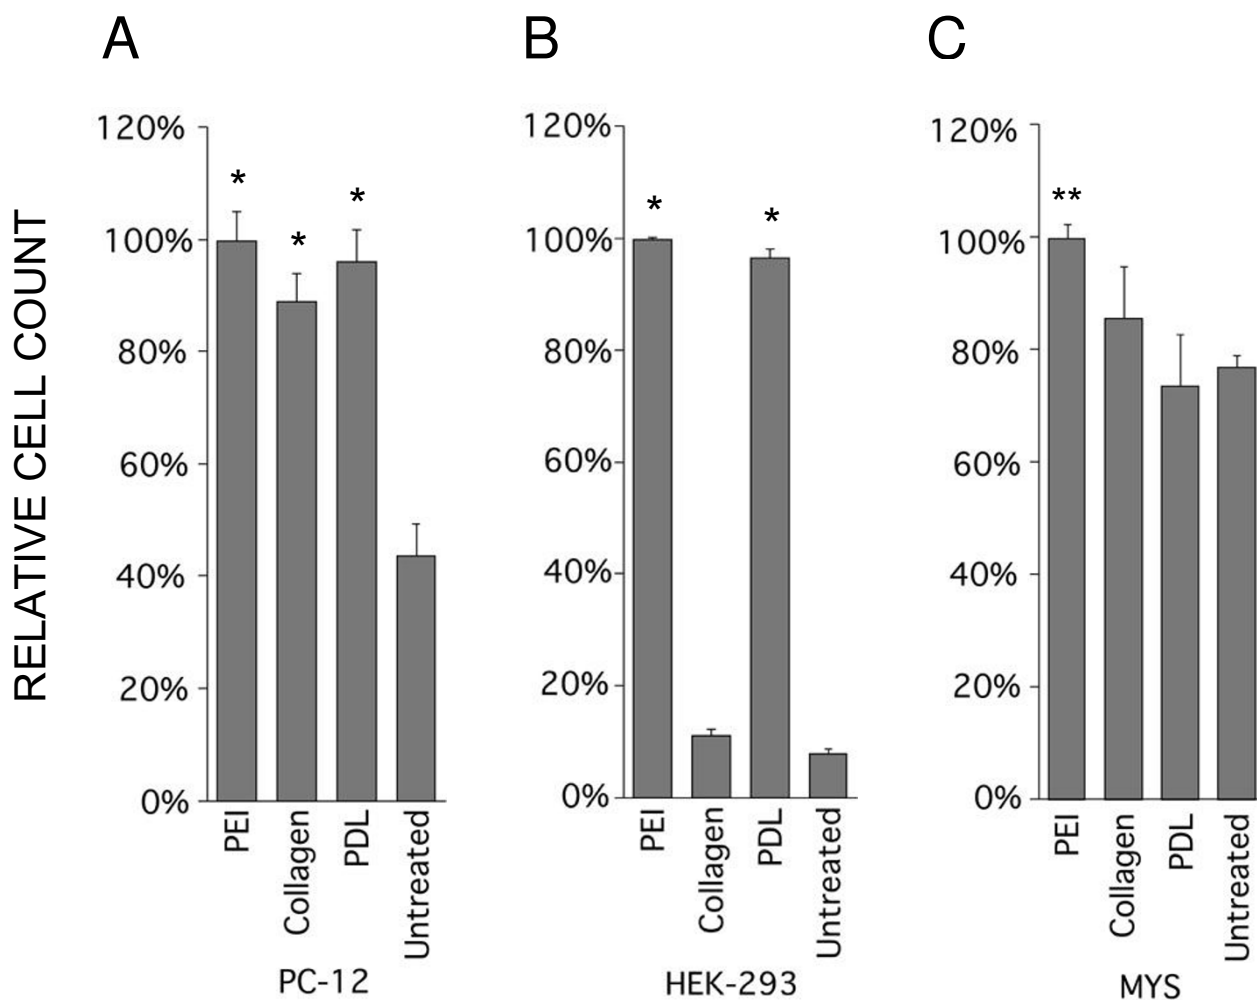 A
B
C
RELATIVE CELL COUNT
120%
100%
80%
60%
40%
20%
0%
*
*
*
PEI
Collagen
PDL
Untreated
PC-12
120%
100%
80%
60%
40%
20%
0%
*
*
PEI
Collagen
PDL
Untreated
HEK-293
120%
100%
80%
60%
40%
20%
0%
**
PEI
Collagen
PDL
Untreated
MYS